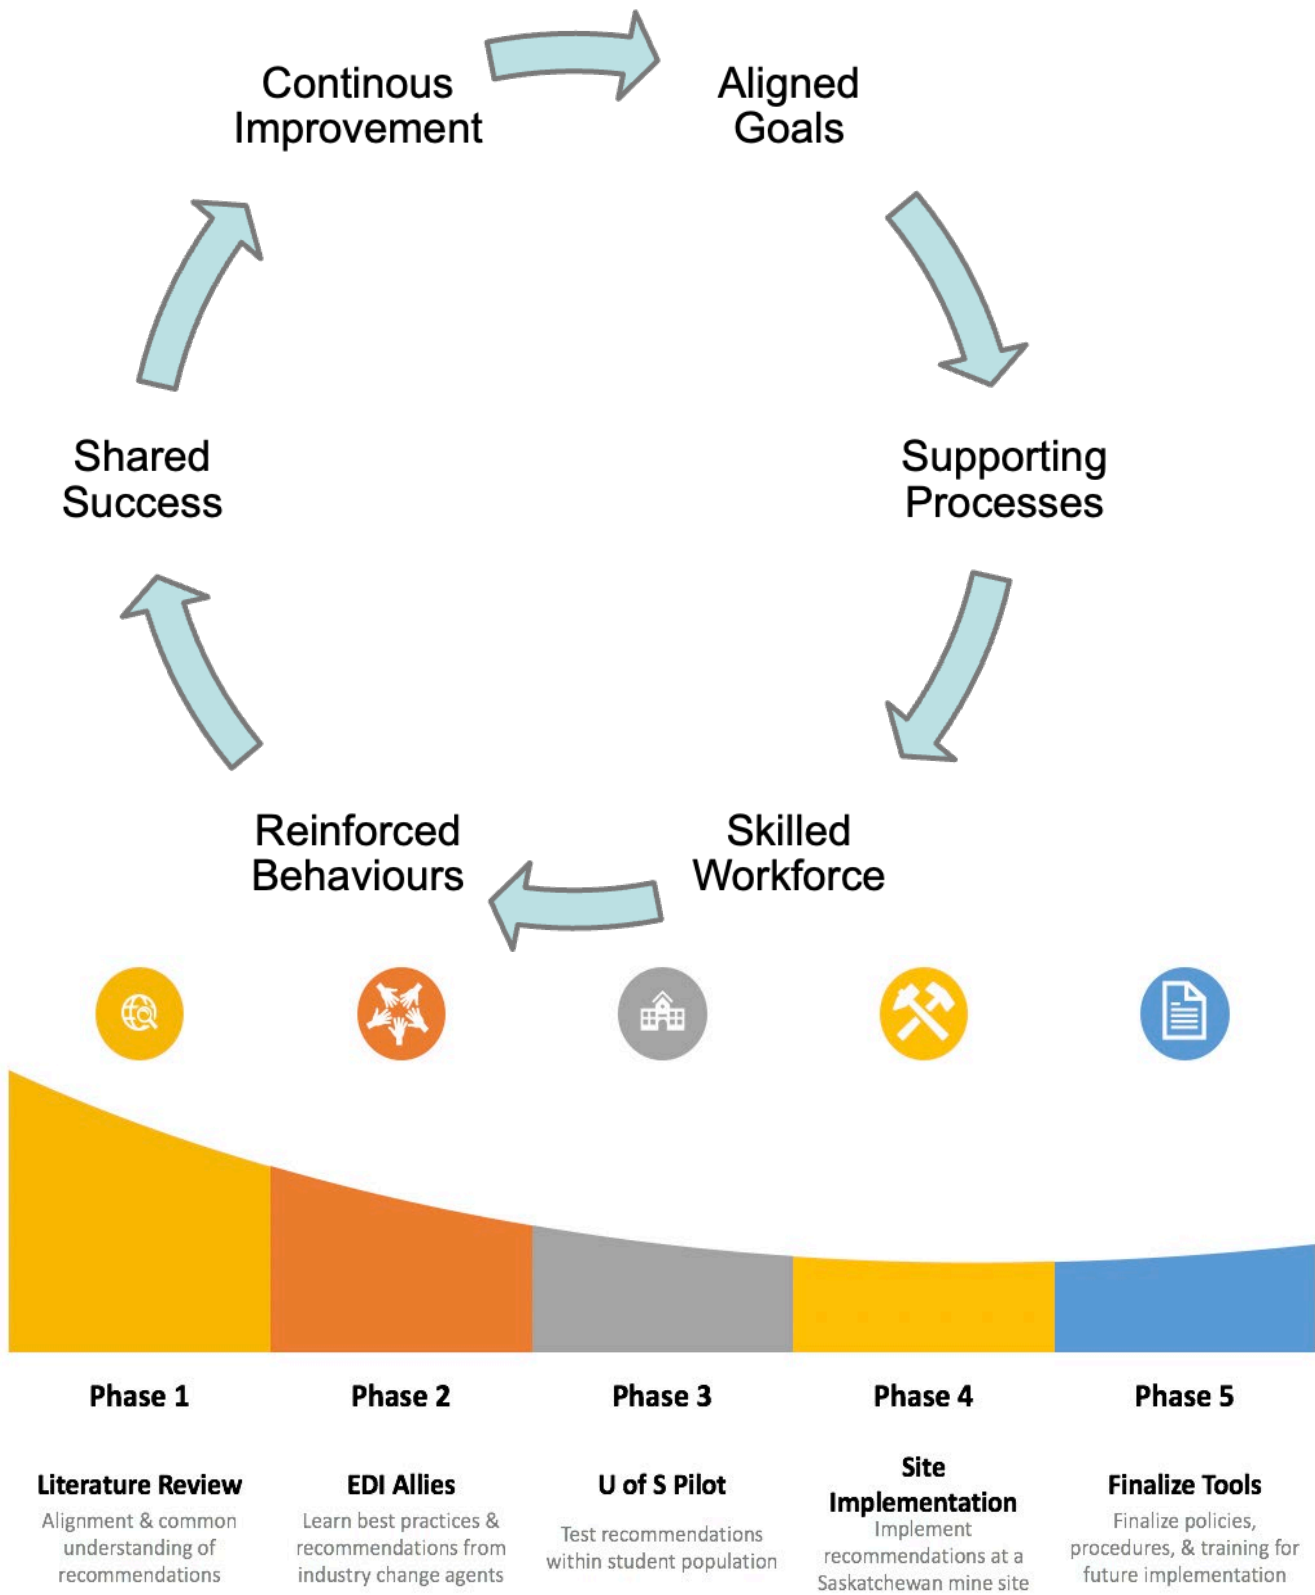 Continous
Improvement
Aligned
Goals
Shared
Success
Supporting
Processes
Reinforced
Behaviours
Skilled
Workforce
Phase 1
Phase 2
Phase 3
Phase 4
Phase 5
Literature Review
Alignment & common
understanding of
recommendations
EDI Allies
Learn best practices &
recommendations from
industry change agents
U of S Pilot
Test recommendations
within student population
Site
Implementation
Implement
recommendations at a
Saskatchewan mine site
Finalize Tools
Finalize policies,
procedures, & training for
future implementation